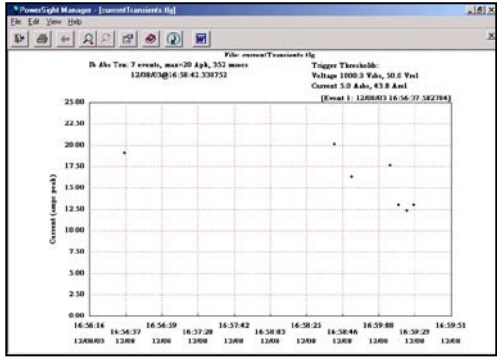 PowerSight Manager - [currentTransients.tlg]
File Edit View Help
File: currentTransients.tlg
Ib Abs Trn: 7 events, max=20 Apk, 352 msecs
12/08/03@16:58:42.338752
Trigger Thresholds:
Voltage 1000.0 Vabs, 50.0 Vrel
Current 5.0 Aabs, 43.0 Arel
[Event 1: 12/08/03 16:56:37.582784]
Current (amps peak)
25.00
22.50
20.00
17.50
15.00
12.50
10.00
7.50
5.00
2.50
0.00
16:56:16 16:56:59 16:57:42 16:58:25 16:59:08 16:59:51
16:56:37 16:57:20 16:58:03 16:58:46 16:59:29
12/08/03 12/08 12/08 12/08 12/08 12/08 12/08 12/08 12/08 12/08 12/08